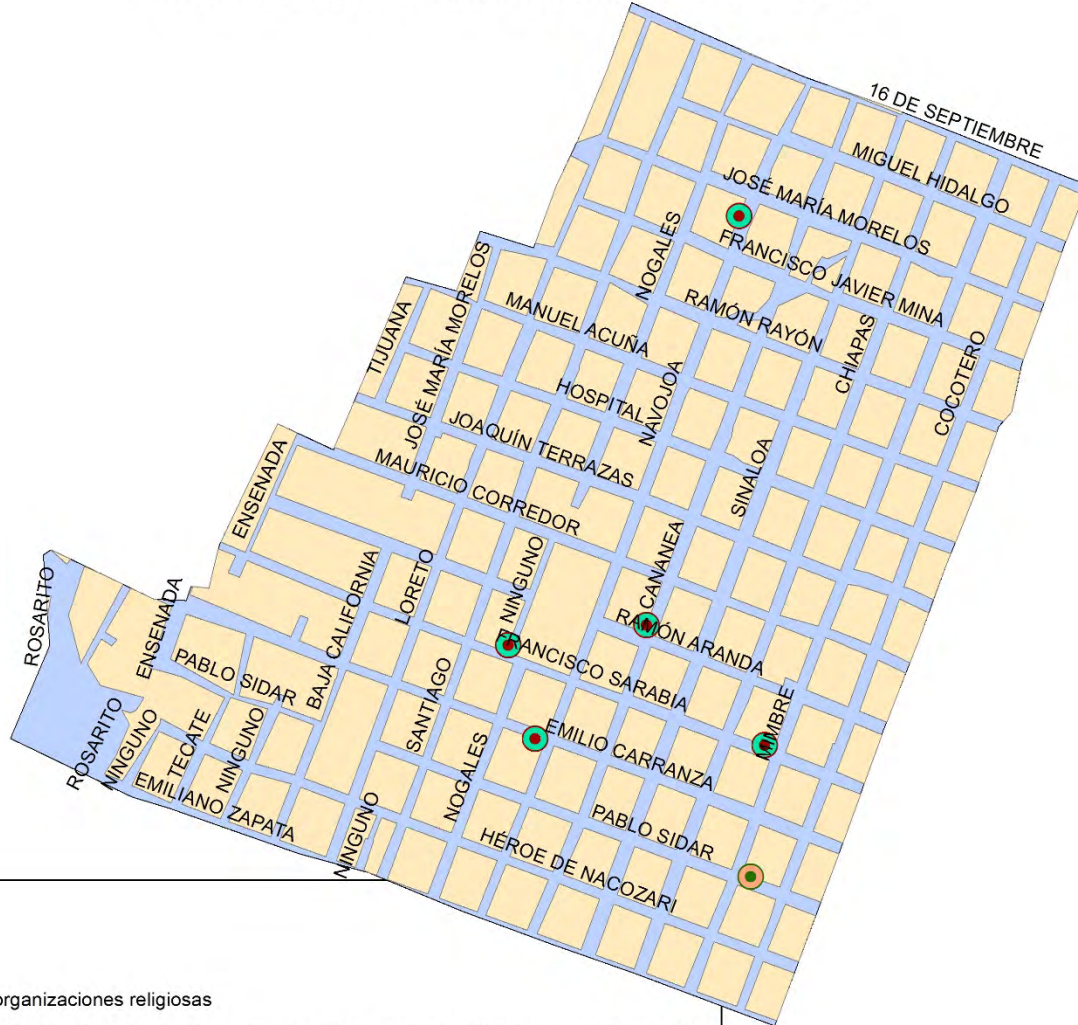 16 DE SEPTIEMBRE
MIGUEL HIDALGO
JOSÉ MARÍA MORELOS
FRANCISCO JAVIER MINA
NOGALES
RAMÓN RAYÓN
MANUEL ACUÑA
JOSÉ MARÍA MORELOS
TIJUANA
CHIAPAS
COCOTERO
HOSPITAL
NAVOJOA
JOAQUÍN TERRAZAS
SINALOA
MAURICIO CORREDOR
ENSENADA
CANANEA
NINGUNO
LORETO
BAJA CALIFORNIA
RAMÓN ARANDA
FRANCISCO SARABIA
ROSARITO
ENSENADA
PABLO SIDAR
SANTIAGO
MIMBRE
EMILIO CARRANZA
ROSARITO
NINGUNO
TECATE
NINGUNO
NOGALES
EMILIANO ZAPATA
NINGUNO
PABLO SIDAR
HÉROE DE NACOZARI
organizaciones religiosas